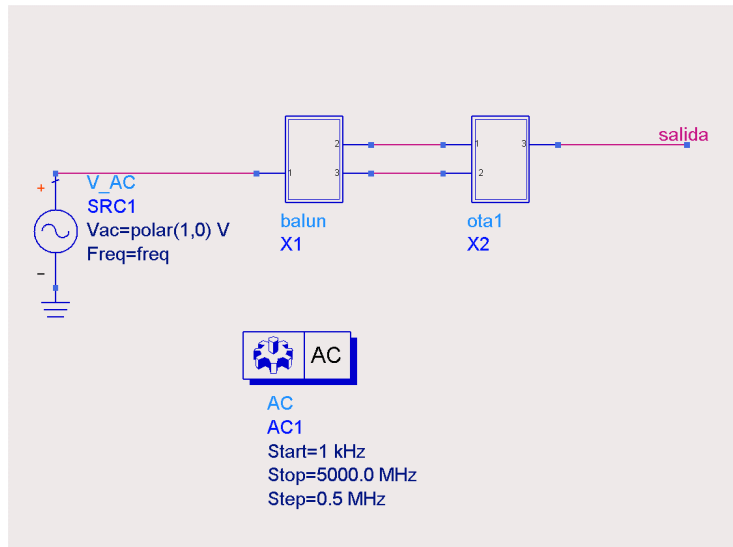 salida
2
1
3
1
3
2
+
V_AC
SRC1
Vac=polar(1,0) V
Freq=freq
−
balun
X1
ota1
X2
AC
AC
AC1
Start=1 kHz
Stop=5000.0 MHz
Step=0.5 MHz